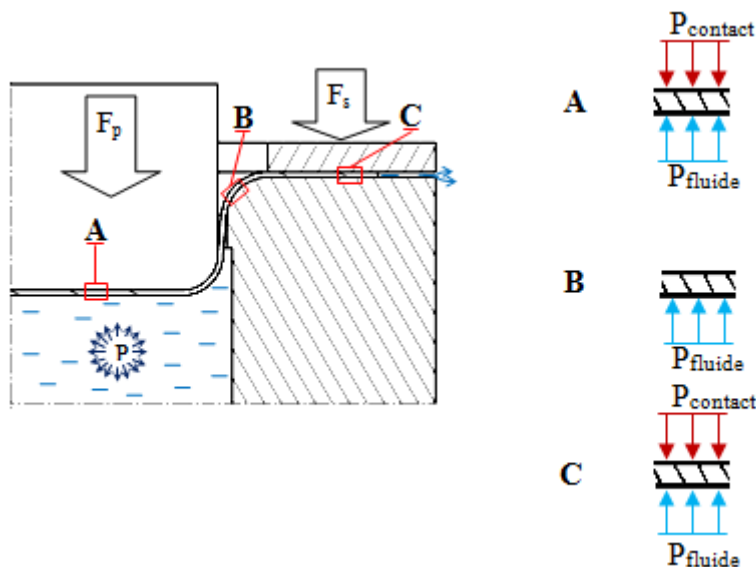 F_p
F_s
B
C
A
P
P_contact
A
P_fluide
B
P_fluide
P_contact
C
P_fluide